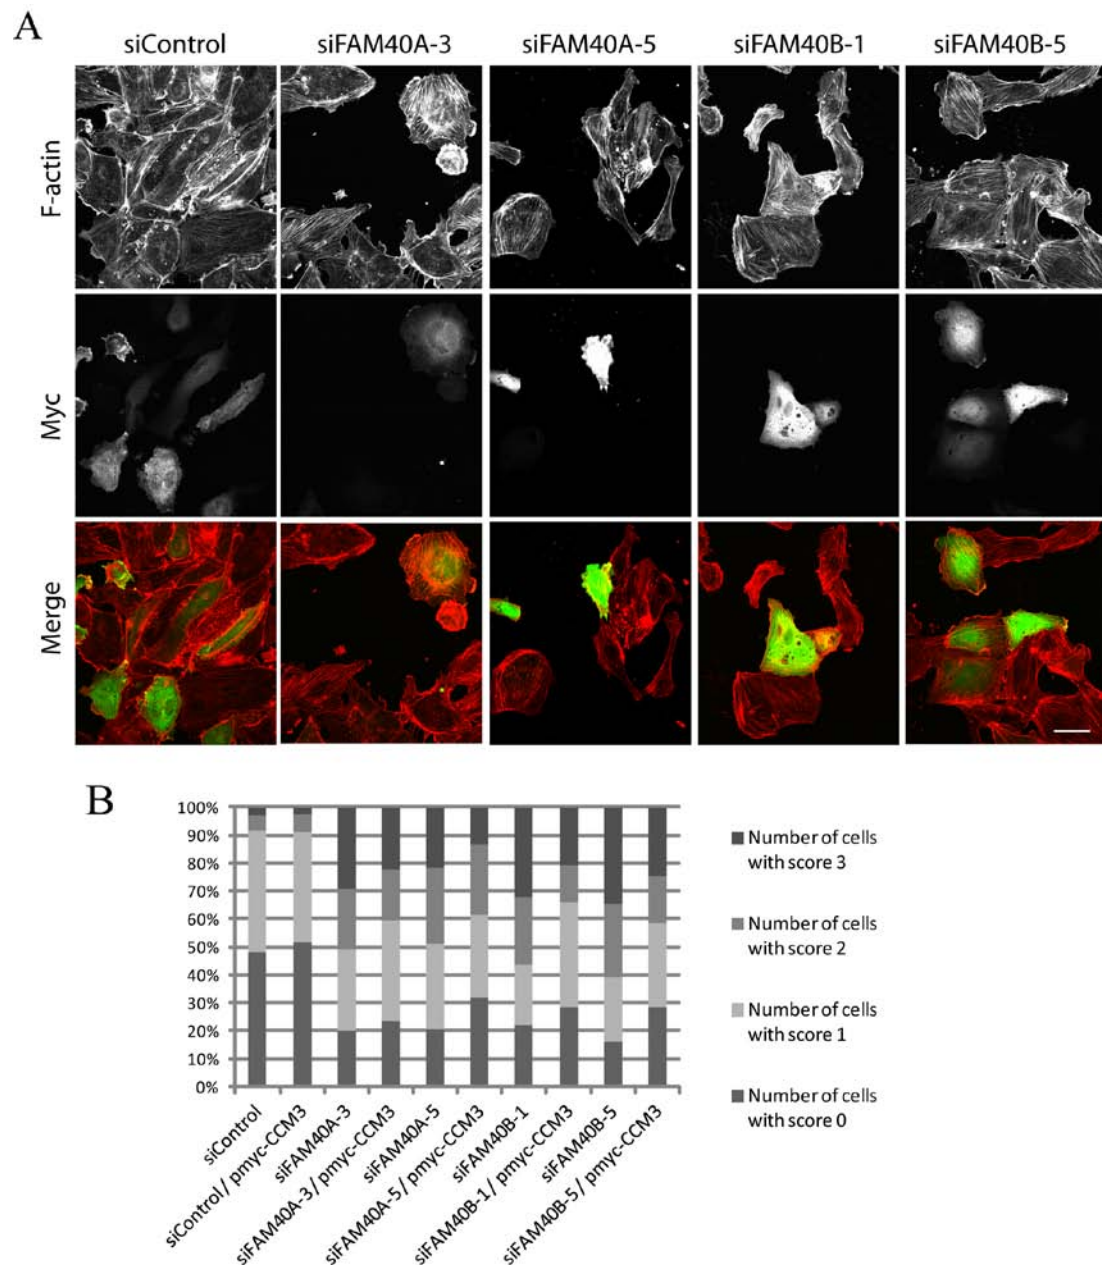 A
siControl siFAM40A-3 siFAM40A-5 siFAM40B-1 siFAM40B-5
F-actin
Myc
Merge
B
100%
90%
80%
70%
60%
50%
40%
30%
20%
10%
0%
siControl
siControl / pmyc-CCM3
siFAM40A-3
siFAM40A-3 / pmyc-CCM3
siFAM40A-5
siFAM40A-5 / pmyc-CCM3
siFAM40B-1
siFAM40B-1 / pmyc-CCM3
siFAM40B-5
siFAM40B-5 / pmyc-CCM3
Number of cells
with score 3
Number of cells
with score 2
Number of cells
with score 1
Number of cells
with score 0